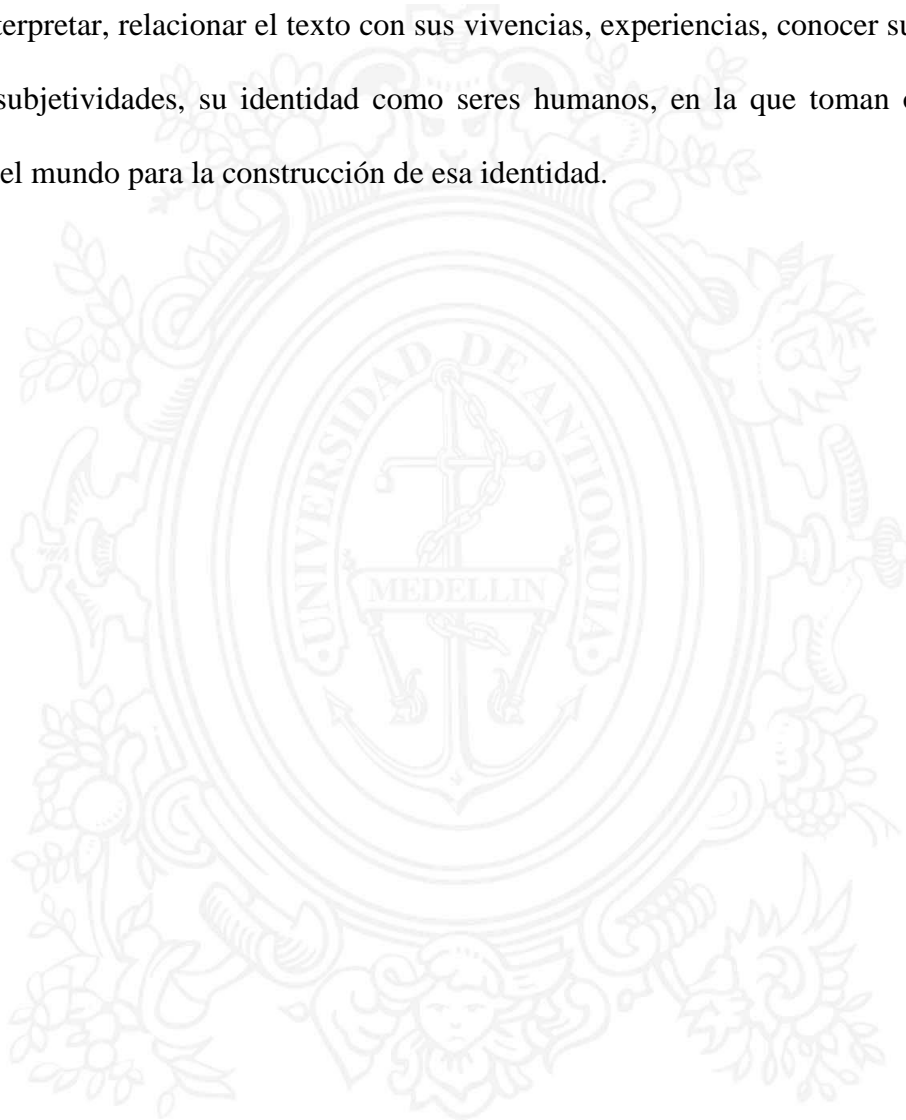 terpretar, relacionar el texto con sus vivencias, experiencias, conocer su
subjetividades, su identidad como seres humanos, en la que toman
el mundo para la construcción de esa identidad.
UNIVERSIDAD DE ANTIOQUIA
MEDELLIN